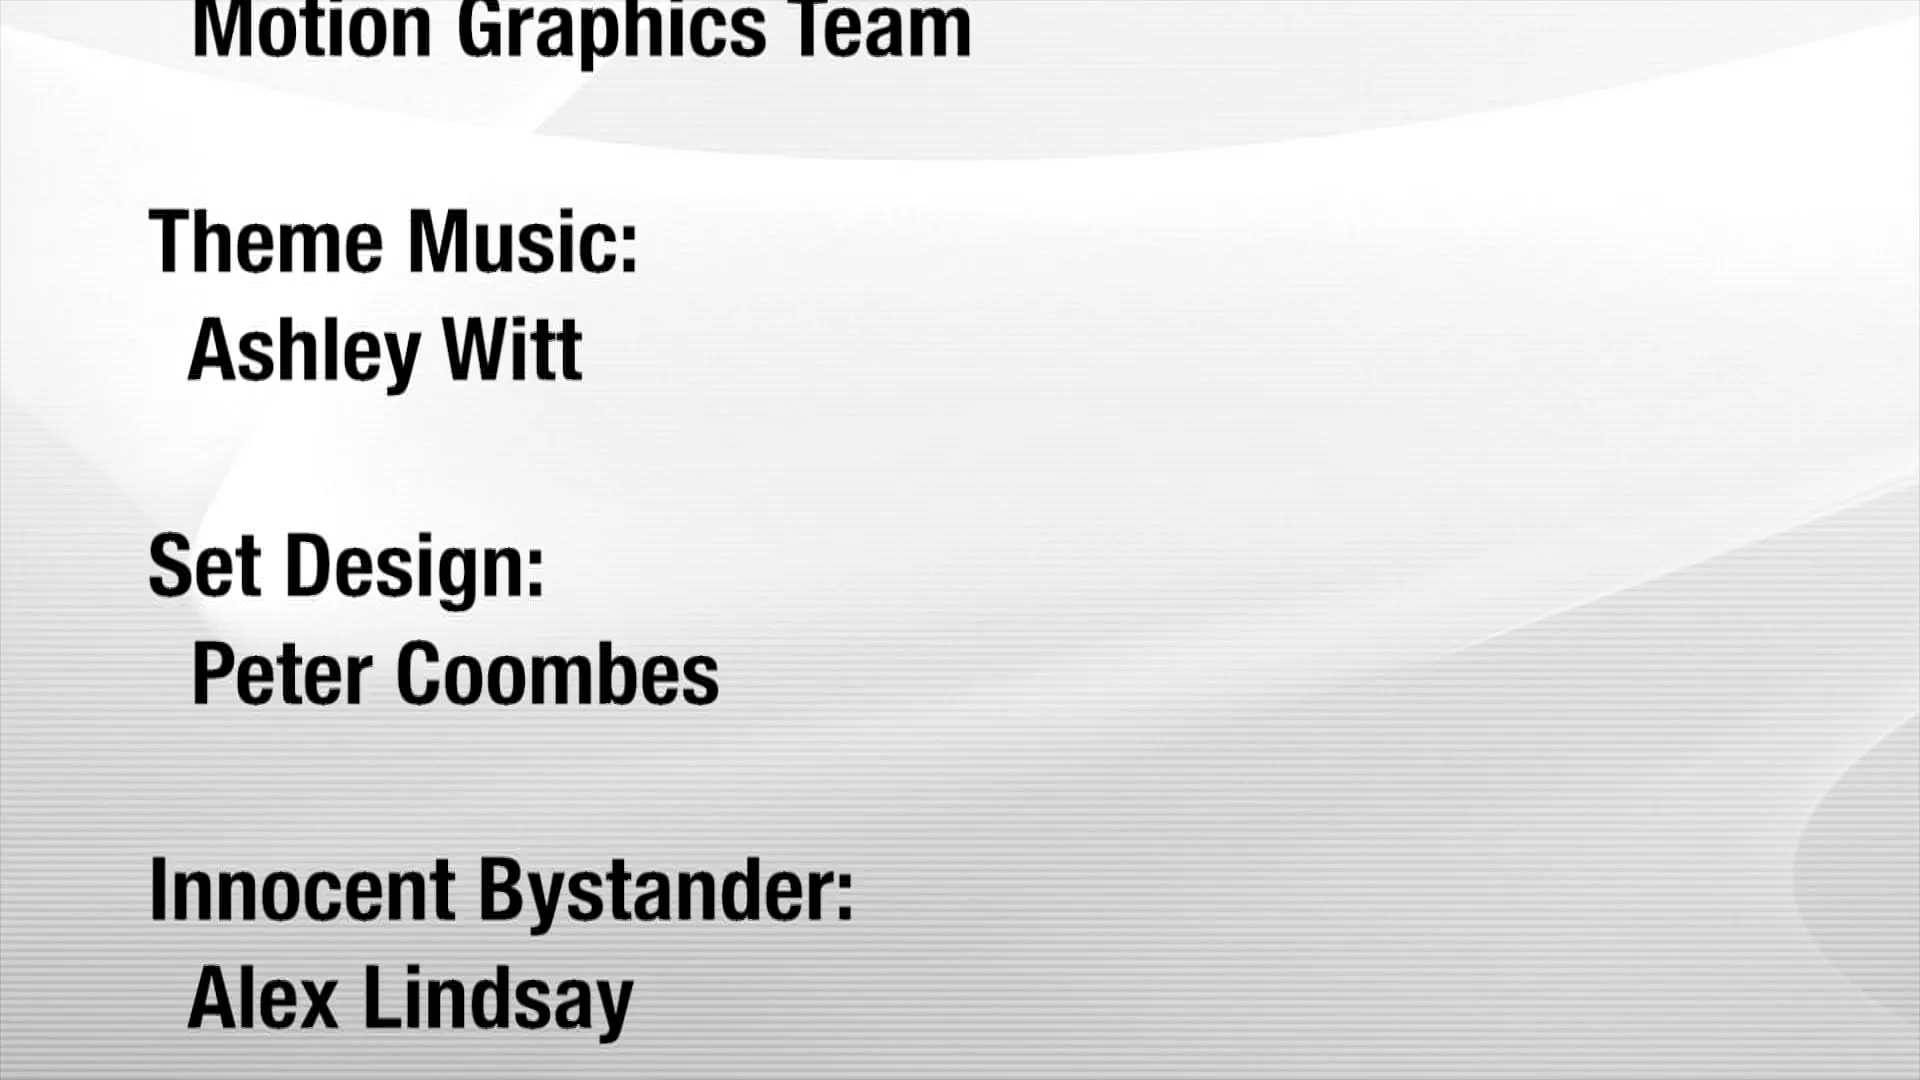 Motion Graphics Team
Theme Music:
Ashley Witt
Set Design:
Peter Coombes
Innocent Bystander:
Alex Lindsay